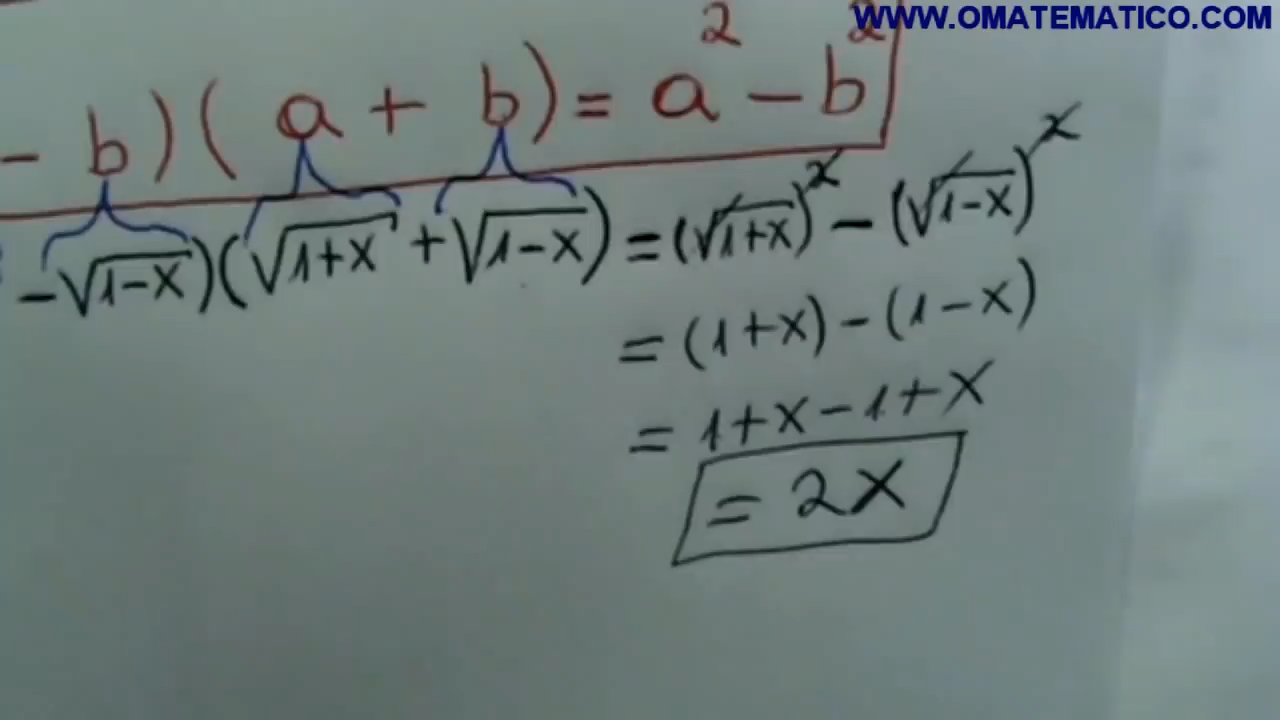 WWW.OMATEMATICO.COM
- b) (a + b) = a² - b²
-√(1-x))(√(1+x) + √(1-x)) = (√(1+x))² - (√(1-x))²
= (1+x) - (1-x)
= 1+x-1+x
= 2x